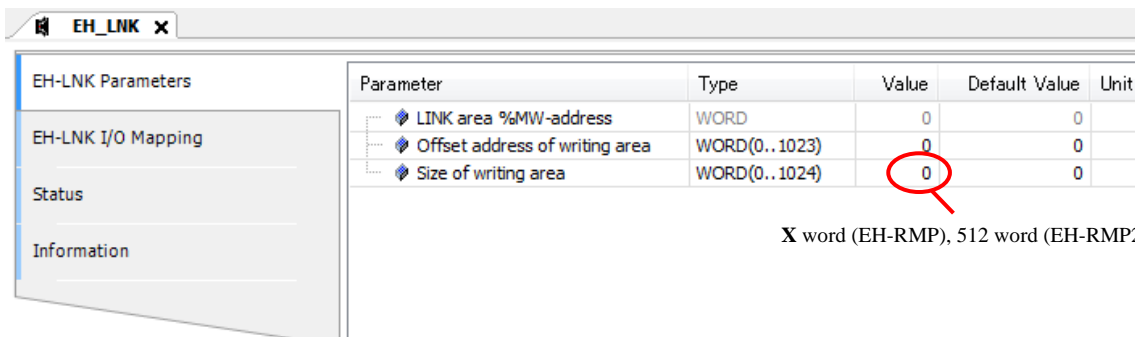 EH_LNK
EH-LNK Parameters
EH-LNK I/O Mapping
Status
Information
Parameter Type Value Default Value Unit
LINK area %MW-address WORD 0 0
Offset address of writing area WORD(0..1023) 0 0
Size of writing area WORD(0..1024) 0 0
X word (EH-RMP), 512 word (EH-RMP2